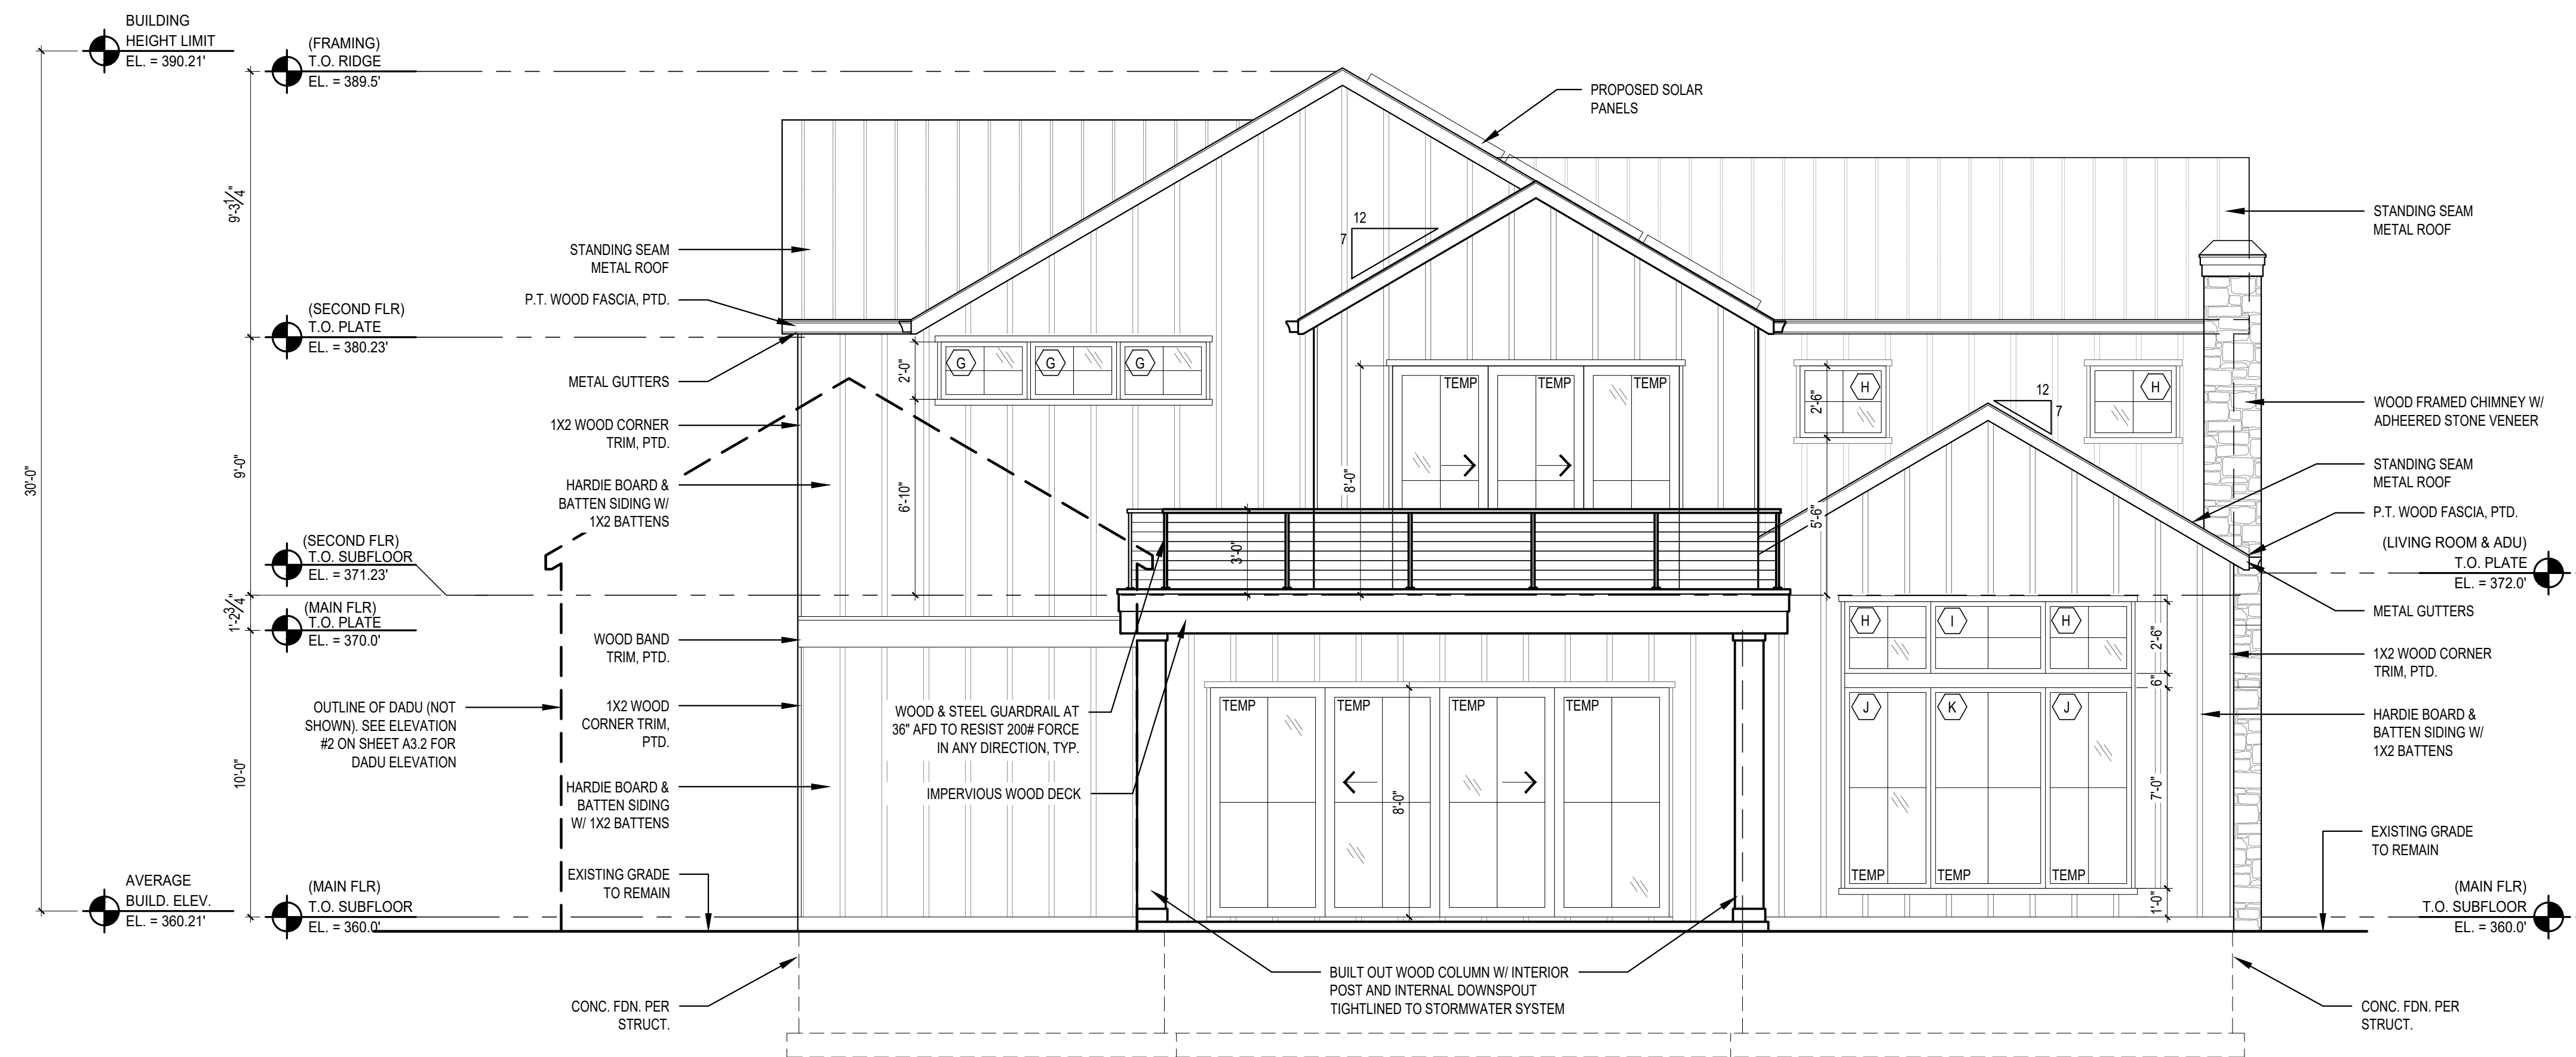 BUILDING
HEIGHT LIMIT
EL. = 390.21'
(FRAMING)
T.O. RIDGE
EL. = 389.5'
(SECOND FLR)
T.O. PLATE
EL. = 380.23'
(SECOND FLR)
T.O. SUBFLOOR
EL. = 371.23'
(MAIN FLR)
T.O. PLATE
EL. = 370.0'
AVERAGE
BUILD. ELEV.
EL. = 360.21'
(MAIN FLR)
T.O. SUBFLOOR
EL. = 360.0'
30'-0"
9'-3 1/4"
9'-0"
1'-2 3/4"
10'-0"
STANDING SEAM
METAL ROOF
P.T. WOOD FASCIA, PTD.
METAL GUTTERS
1X2 WOOD CORNER
TRIM, PTD.
HARDIE BOARD &
BATTEN SIDING W/
1X2 BATTENS
WOOD BAND
TRIM, PTD.
OUTLINE OF DADU (NOT
SHOWN). SEE ELEVATION
#2 ON SHEET A3.2 FOR
DADU ELEVATION
1X2 WOOD
CORNER TRIM,
PTD.
HARDIE BOARD &
BATTEN SIDING
W/ 1X2 BATTENS
EXISTING GRADE
TO REMAIN
CONC. FDN. PER
STRUCT.
PROPOSED SOLAR
PANELS
12
7
G
G
G
2'-0"
6'-10"
TEMP
TEMP
TEMP
8'-0"
3'-0"
WOOD & STEEL GUARDRAIL AT
36" AFD TO RESIST 200# FORCE
IN ANY DIRECTION, TYP.
IMPERVIOUS WOOD DECK
TEMP
TEMP
TEMP
TEMP
8'-0"
BUILT OUT WOOD COLUMN W/ INTERIOR
POST AND INTERNAL DOWNSPOUT
TIGHTLINED TO STORMWATER SYSTEM
H
H
2'-6"
5'-6"
12
7
H
I
H
J
K
J
TEMP
TEMP
TEMP
2'-6"
6"
7'-0"
1'-0"
STANDING SEAM
METAL ROOF
WOOD FRAMED CHIMNEY W/
ADHEERED STONE VENEER
STANDING SEAM
METAL ROOF
P.T. WOOD FASCIA, PTD.
(LIVING ROOM & ADU)
T.O. PLATE
EL. = 372.0'
METAL GUTTERS
1X2 WOOD CORNER
TRIM, PTD.
HARDIE BOARD &
BATTEN SIDING W/
1X2 BATTENS
EXISTING GRADE
TO REMAIN
(MAIN FLR)
T.O. SUBFLOOR
EL. = 360.0'
CONC. FDN. PER
STRUCT.